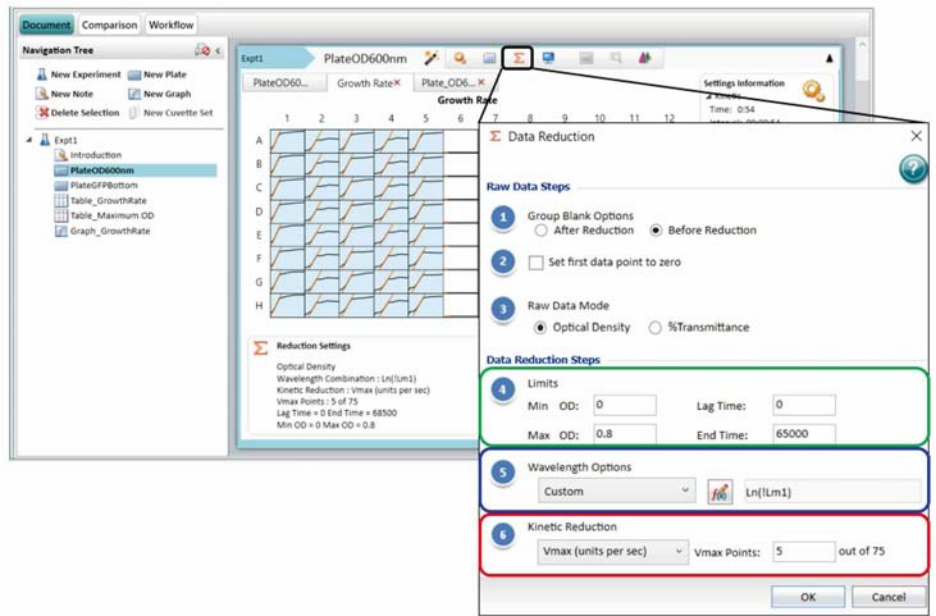 Document Comparison Workflow
Navigation Tree
New Experiment New Plate
New Note New Graph
Delete Selection New Cuvette Set
Expt1
Introduction
PlateOD600nm
PlateGFPBottom
Table_GrowthRate
Table_Maximum OD
Graph_GrowthRate
Expt1 PlateOD600nm Σ
PlateOD60... Growth Rate× Plate_OD6... ×
Growth Rate
1 2 3 4 5 6 7 8 9 10 11 12
A
B
C
D
E
F
G
H
Settings Information
Kinetic
Time: 0:54
Σ Reduction Settings
Optical Density
Wavelength Combination : Ln(!Lm1)
Kinetic Reduction : Vmax (units per sec)
Vmax Points : 5 of 75
Lag Time = 0 End Time = 68500
Min OD = 0 Max OD = 0.8
Σ Data Reduction ×
?
Raw Data Steps
1 Group Blank Options
After Reduction Before Reduction
2 Set first data point to zero
3 Raw Data Mode
Optical Density %Transmittance
Data Reduction Steps
4 Limits
Min OD: 0 Lag Time: 0
Max OD: 0.8 End Time: 65000
5 Wavelength Options
Custom f(x) Ln(!Lm1)
6 Kinetic Reduction
Vmax (units per sec) Vmax Points: 5 out of 75
OK Cancel